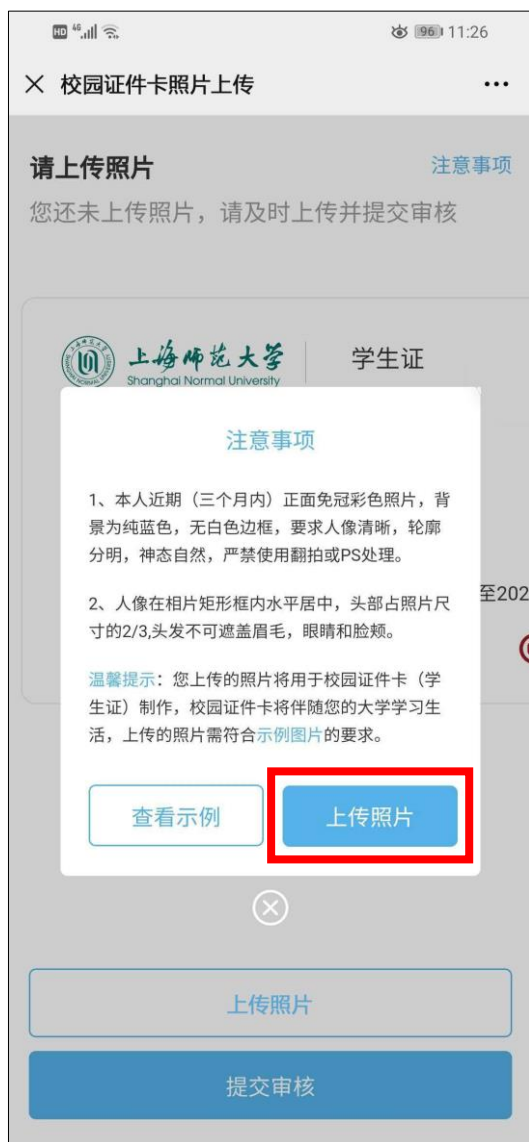 HD 46 96 11:26
校园证件卡照片上传
请上传照片 注意事项
您还未上传照片，请及时上传并提交审核
上海师范大学 学生证
Shanghai Normal University
注意事项
1、本人近期（三个月内）正面免冠彩色照片，背
景为纯蓝色，无白色边框，要求人像清晰，轮廓
分明，神态自然，严禁使用翻拍或PS处理。
至202
2、人像在相片矩形框内水平居中，头部占照片尺
寸的2/3,头发不可遮盖眉毛，眼睛和脸颊。
温馨提示：您上传的照片将用于校园证件卡（学
生证）制作，校园证件卡将伴随您的大学学习生
活，上传的照片需符合示例图片的要求。
查看示例 上传照片
上传照片
提交审核